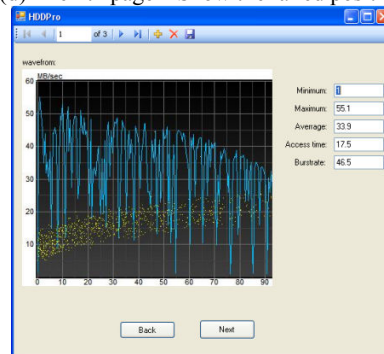 HDDPro
1 of 3
wavefrom:
MB/sec
60
50
40
30
20
10
0 10 20 30 40 50 60 70 80 90
Minimum: 1
Maximum: 55.1
Average: 33.9
Access time: 17.5
Burstrate: 46.5
Back Next